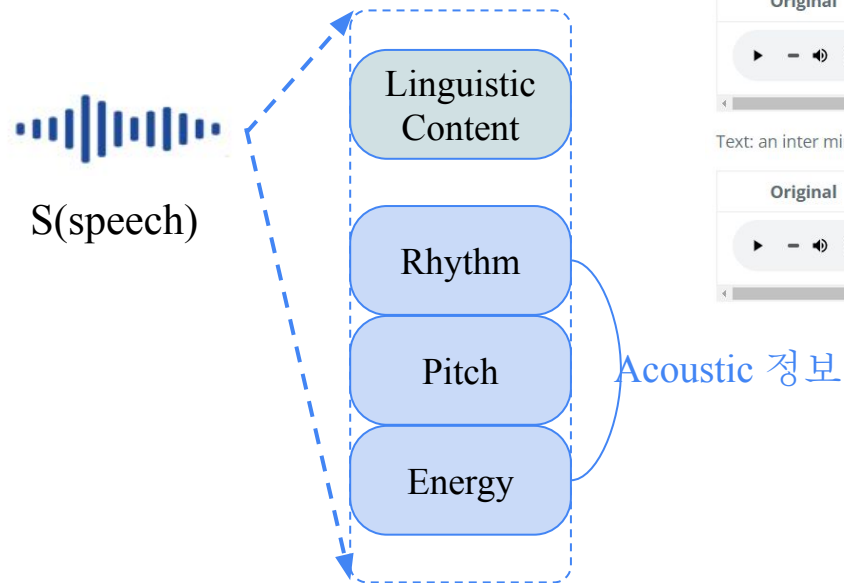 S(speech)
Linguistic
Content
Rhythm
Pitch
Energy
Acoustic 정보
Original
Text: an inter mi
Original